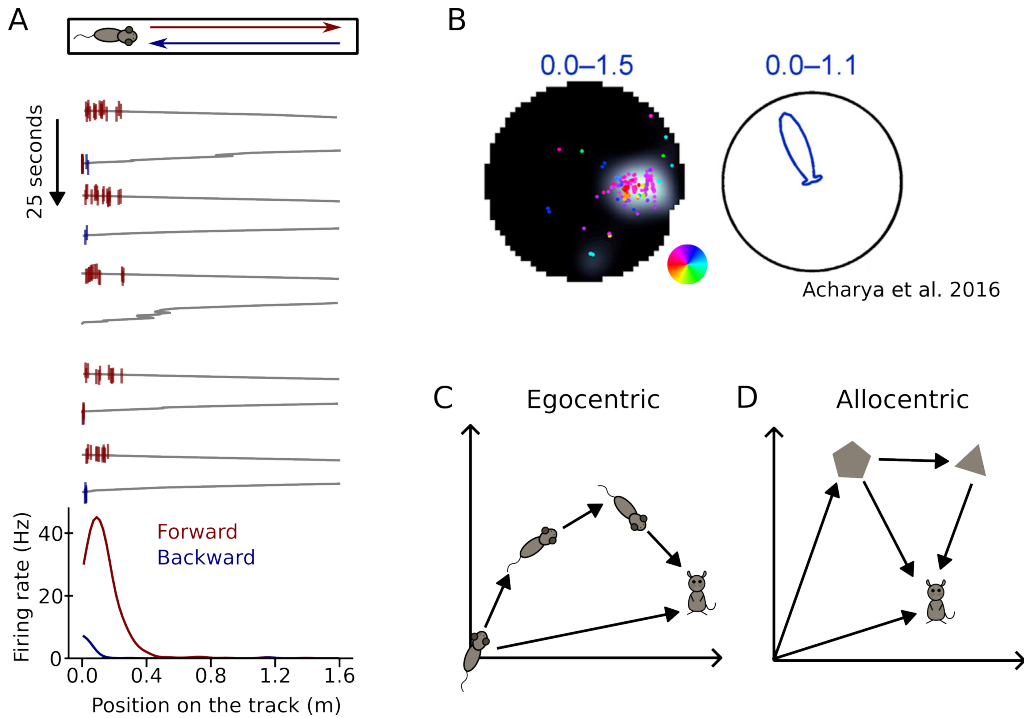 A
25 seconds
Forward
Backward
Firing rate (Hz)
40
20
0
0.0 0.4 0.8 1.2 1.6
Position on the track (m)
B
0.0–1.5 0.0–1.1
Acharya et al. 2016
C Egocentric
D Allocentric